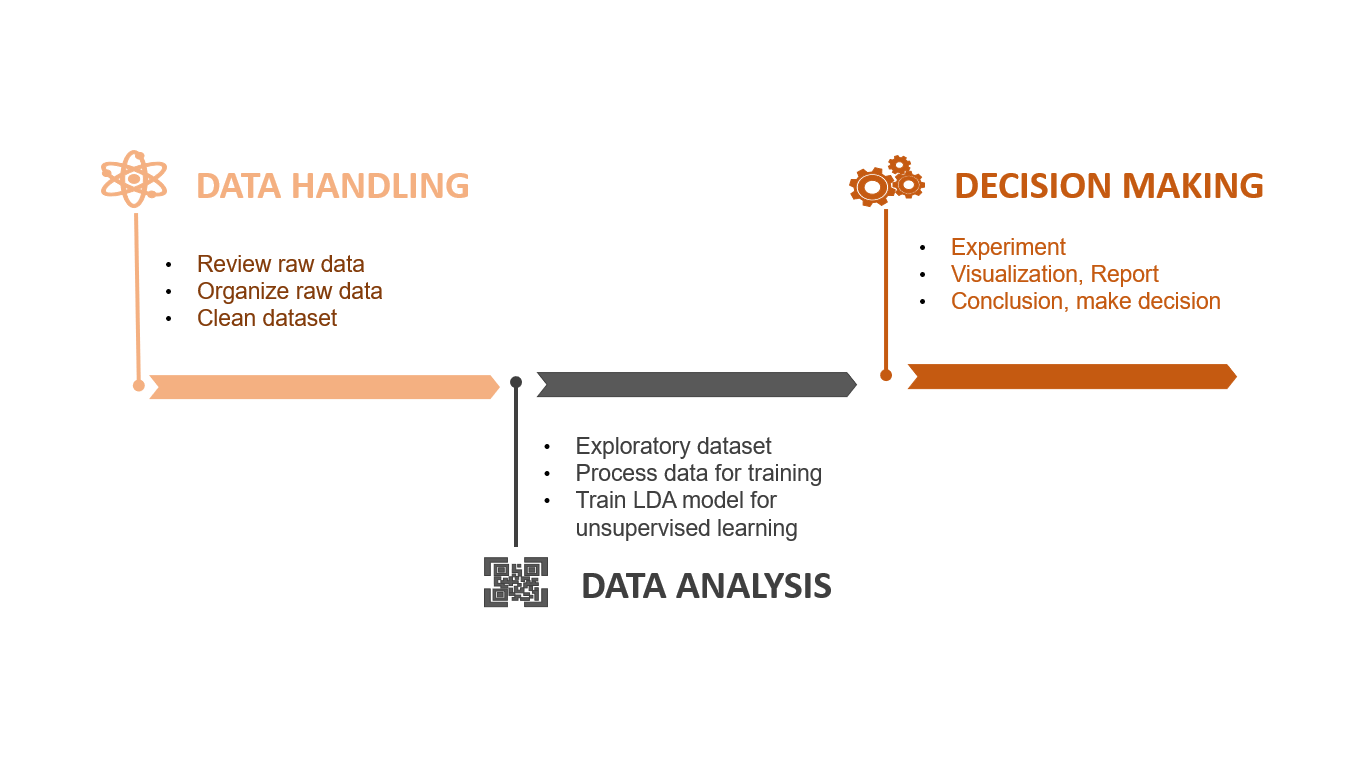 DATA HANDLING
• Review raw data
• Organize raw data
• Clean dataset
DECISION MAKING
• Experiment
• Visualization, Report
• Conclusion, make decision
• Exploratory dataset
• Process data for training
• Train LDA model for
unsupervised learning
DATA ANALYSIS